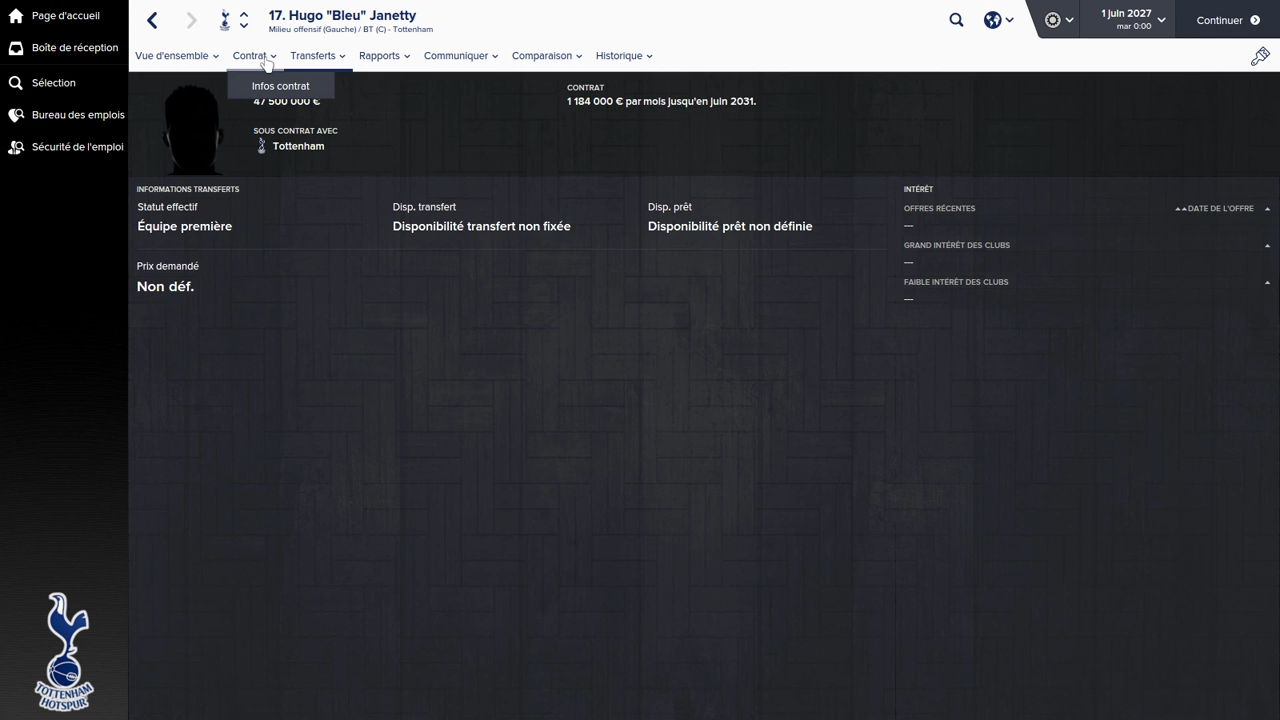 Page d'accueil
Boîte de réception
Sélection
Bureau des emplois
Sécurité de l'emploi
17. Hugo "Bleu" Janetty
Milieu offensif (Gauche) / BT (C) - Tottenham
1 juin 2027
mar 0:00
Continuer
Vue d'ensemble
Contrat
Transferts
Rapports
Communiquer
Comparaison
Historique
Infos contrat
47 500 000 €
CONTRAT
1 184 000 € par mois jusqu'en juin 2031.
SOUS CONTRAT AVEC
Tottenham
INFORMATIONS TRANSFERTS
Statut effectif
Équipe première
Disp. transfert
Disponibilité transfert non fixée
Disp. prêt
Disponibilité prêt non définie
Prix demandé
Non déf.
INTÉRÊT
OFFRES RÉCENTES
DATE DE L'OFFRE
---
GRAND INTÉRÊT DES CLUBS
---
FAIBLE INTÉRÊT DES CLUBS
---
TOTTENHAM
HOTSPUR